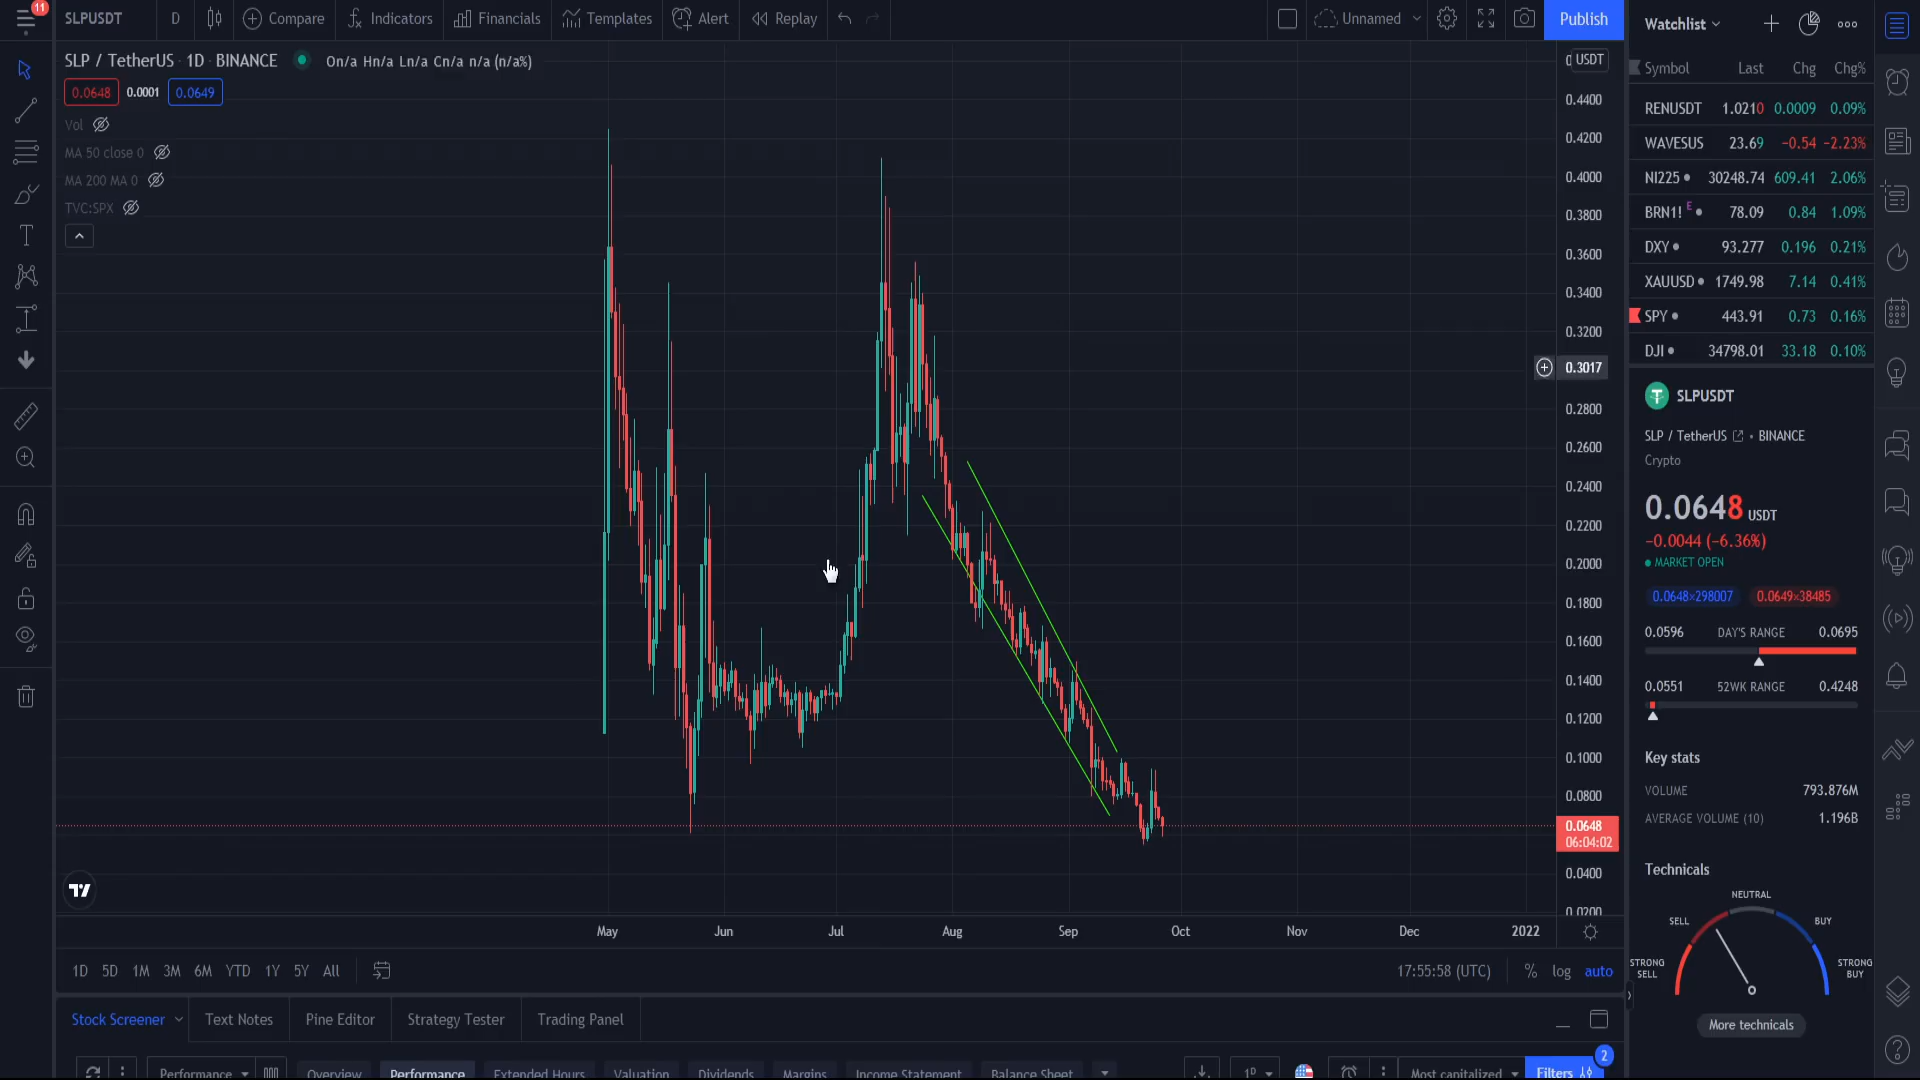 11
SLPUSDT
D
Compare
Indicators
Financials
Templates
Alert
Replay
Unnamed
Publish
SLP / TetherUS · 1D · BINANCE
On/a Hn/a Ln/a Cn/a n/a (n/a%)
0.0648 0.0001 0.0649
Vol
MA 50 close 0
MA 200 MA 0
TVC:SPX
USDT
0.4400
0.4200
0.4000
0.3800
0.3600
0.3400
0.3200
0.3017
0.2800
0.2600
0.2400
0.2200
0.2000
0.1800
0.1600
0.1400
0.1200
0.1000
0.0800
0.0648
06:04:02
0.0400
0.0200
May Jun Jul Aug Sep Oct Nov Dec 2022
1D 5D 1M 3M 6M YTD 1Y 5Y All
17:55:58 (UTC) % log auto
Stock Screener Text Notes Pine Editor Strategy Tester Trading Panel
Performance Overview Performance Extended Hours Valuation Dividends Margins Income Statement Balance Sheet 1D Most capitalized Filters 2
Watchlist
Symbol Last Chg Chg%
RENUSDT 1.0210 0.0009 0.09%
WAVESUS 23.69 −0.54 −2.23%
NI225 30248.74 609.41 2.06%
BRN1! E 78.09 0.84 1.09%
DXY 93.277 0.196 0.21%
XAUUSD 1749.98 7.14 0.41%
SPY 443.91 0.73 0.16%
DJI 34798.01 33.18 0.10%
SLPUSDT
SLP / TetherUS • BINANCE
Crypto
0.0648 USDT
−0.0044 (−6.36%)
MARKET OPEN
0.0648×298007 0.0649×38485
0.0596 DAY'S RANGE 0.0695
0.0551 52WK RANGE 0.4248
Key stats
VOLUME 793.876M
AVERAGE VOLUME (10) 1.196B
Technicals
NEUTRAL
SELL BUY
STRONG SELL
STRONG BUY
More technicals